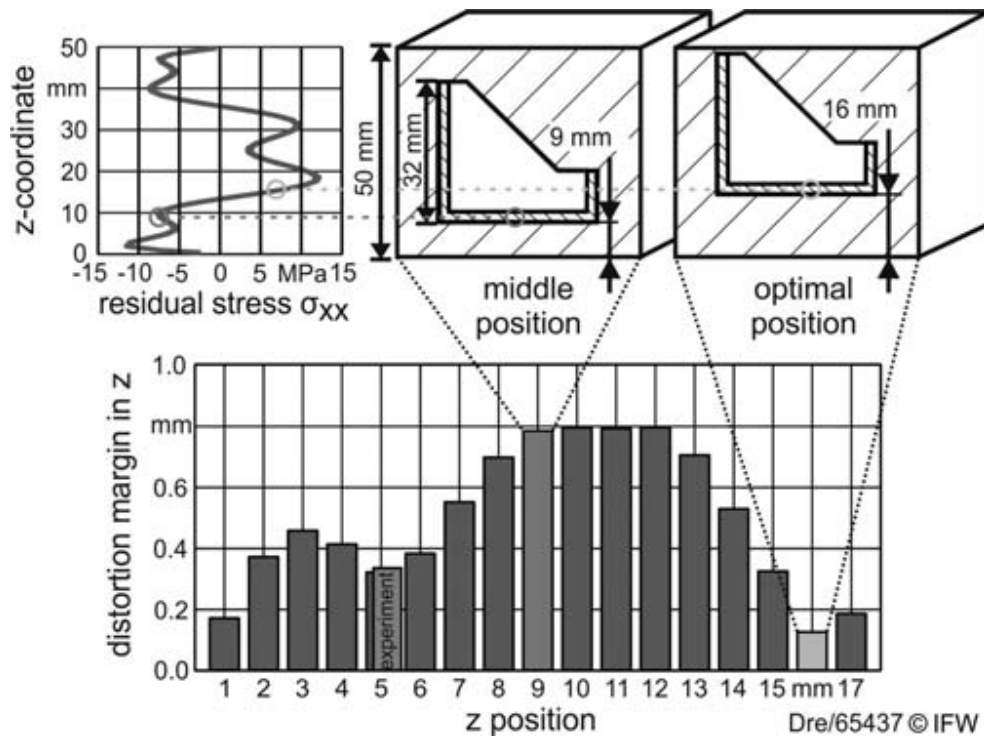 50
mm
30
20
10
0
z-coordinate
-15 -10 -5 0 5 MPa 15
residual stress σxx
50 mm
32 mm
9 mm
16 mm
middle
position
optimal
position
1.0
mm
0.6
0.4
0.2
0.0
distortion margin in z
experiment
1 2 3 4 5 6 7 8 9 10 11 12 13 14 15 mm 17
z position
Dre/65437 © IFW